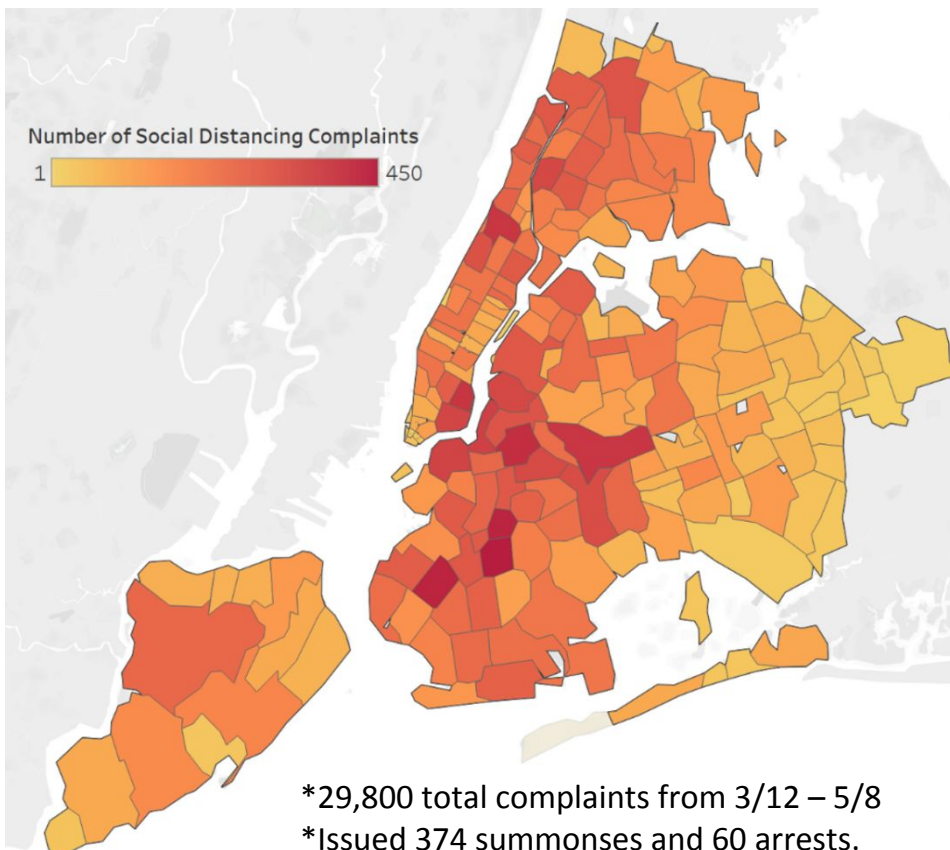 Number of Social Distancing Complaints
1 450
*29,800 total complaints from 3/12 – 5/8
*Issued 374 summonses and 60 arrests.